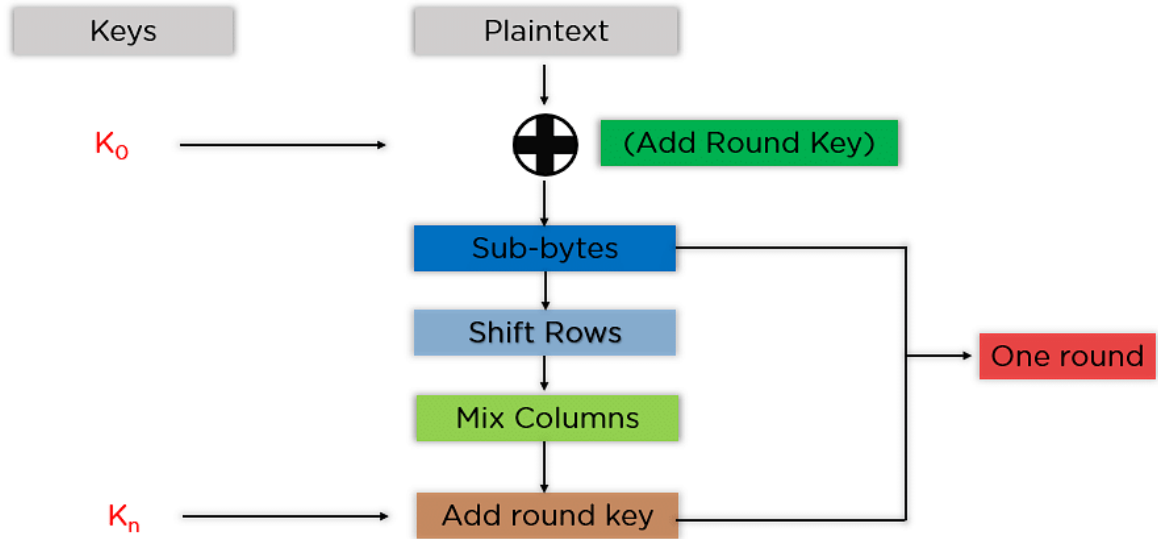 Keys
Plaintext
K₀
(Add Round Key)
Sub-bytes
Shift Rows
One round
Mix Columns
Kₙ
Add round key